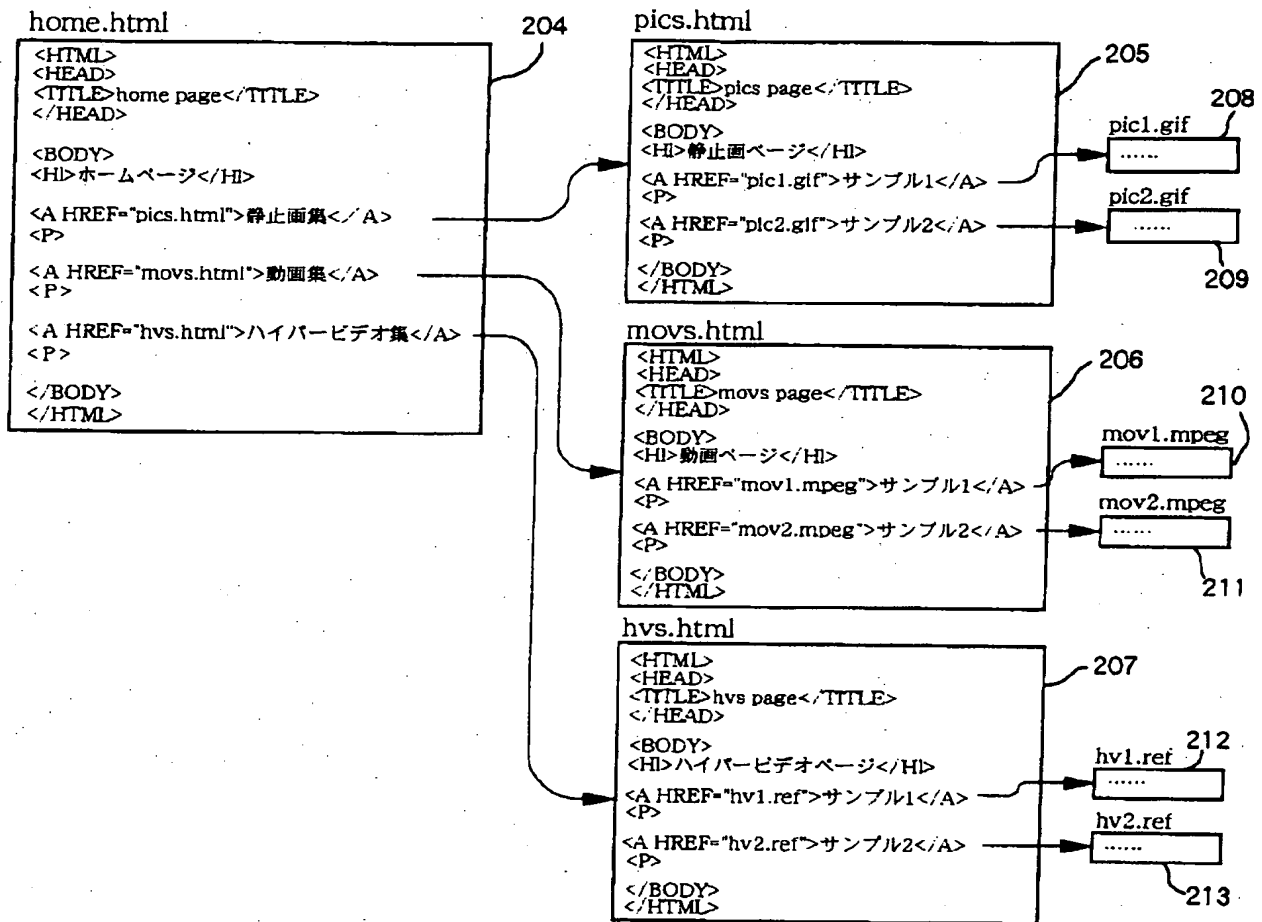 home.html
204
<HTML>
<HEAD>
<TITLE>home page</TITLE>
</HEAD>
<BODY>
<H1>ホームページ</H1>
<A HREF="pics.html">静止画集</A>
<P>
<A HREF="movs.html">動画集</A>
<P>
<A HREF="hvs.html">ハイパービデオ集</A>
<P>
</BODY>
</HTML>
pics.html
205
<HTML>
<HEAD>
<TITLE>pics page</TITLE>
</HEAD>
<BODY>
<H1>静止画ページ</H1>
<A HREF="pic1.gif">サンプル1</A>
<P>
<A HREF="pic2.gif">サンプル2</A>
<P>
</BODY>
</HTML>
208
pic1.gif
......
pic2.gif
......
209
movs.html
206
<HTML>
<HEAD>
<TITLE>movs page</TITLE>
</HEAD>
<BODY>
<H1>動画ページ</H1>
<A HREF="mov1.mpeg">サンプル1</A>
<P>
<A HREF="mov2.mpeg">サンプル2</A>
<P>
</BODY>
</HTML>
210
mov1.mpeg
......
mov2.mpeg
......
211
hvs.html
207
<HTML>
<HEAD>
<TITLE>hvs page</TITLE>
</HEAD>
<BODY>
<H1>ハイパービデオページ</H1>
<A HREF="hv1.ref">サンプル1</A>
<P>
<A HREF="hv2.ref">サンプル2</A>
<P>
</BODY>
</HTML>
212
hv1.ref
......
hv2.ref
......
213